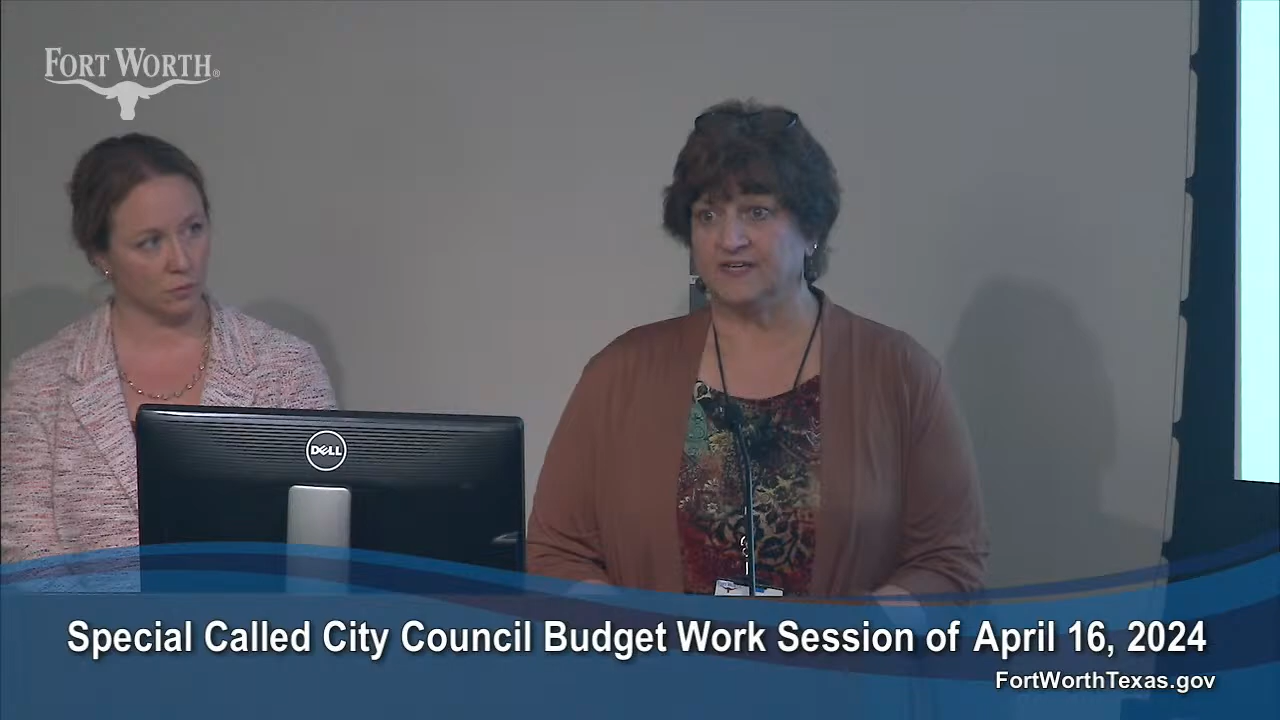 FORT WORTH®
DELL
Special Called City Council Budget Work Session of April 16, 2024
FortWorthTexas.gov